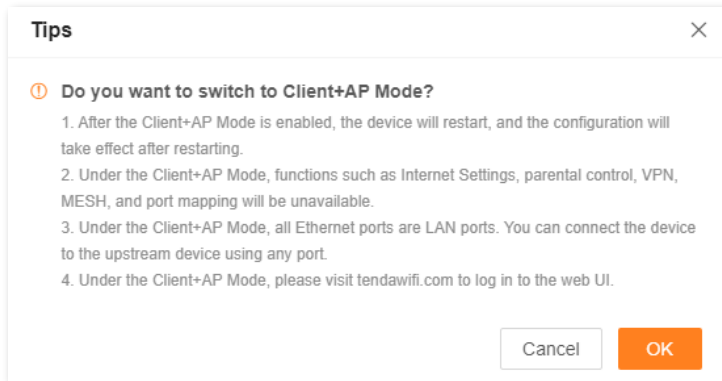 Tips
Do you want to switch to Client+AP Mode?
1. After the Client+AP Mode is enabled, the device will restart, and the configuration will
take effect after restarting.
2. Under the Client+AP Mode, functions such as Internet Settings, parental control, VPN,
MESH, and port mapping will be unavailable.
3. Under the Client+AP Mode, all Ethernet ports are LAN ports. You can connect the device
to the upstream device using any port.
4. Under the Client+AP Mode, please visit tendawifi.com to log in to the web UI.
Cancel OK